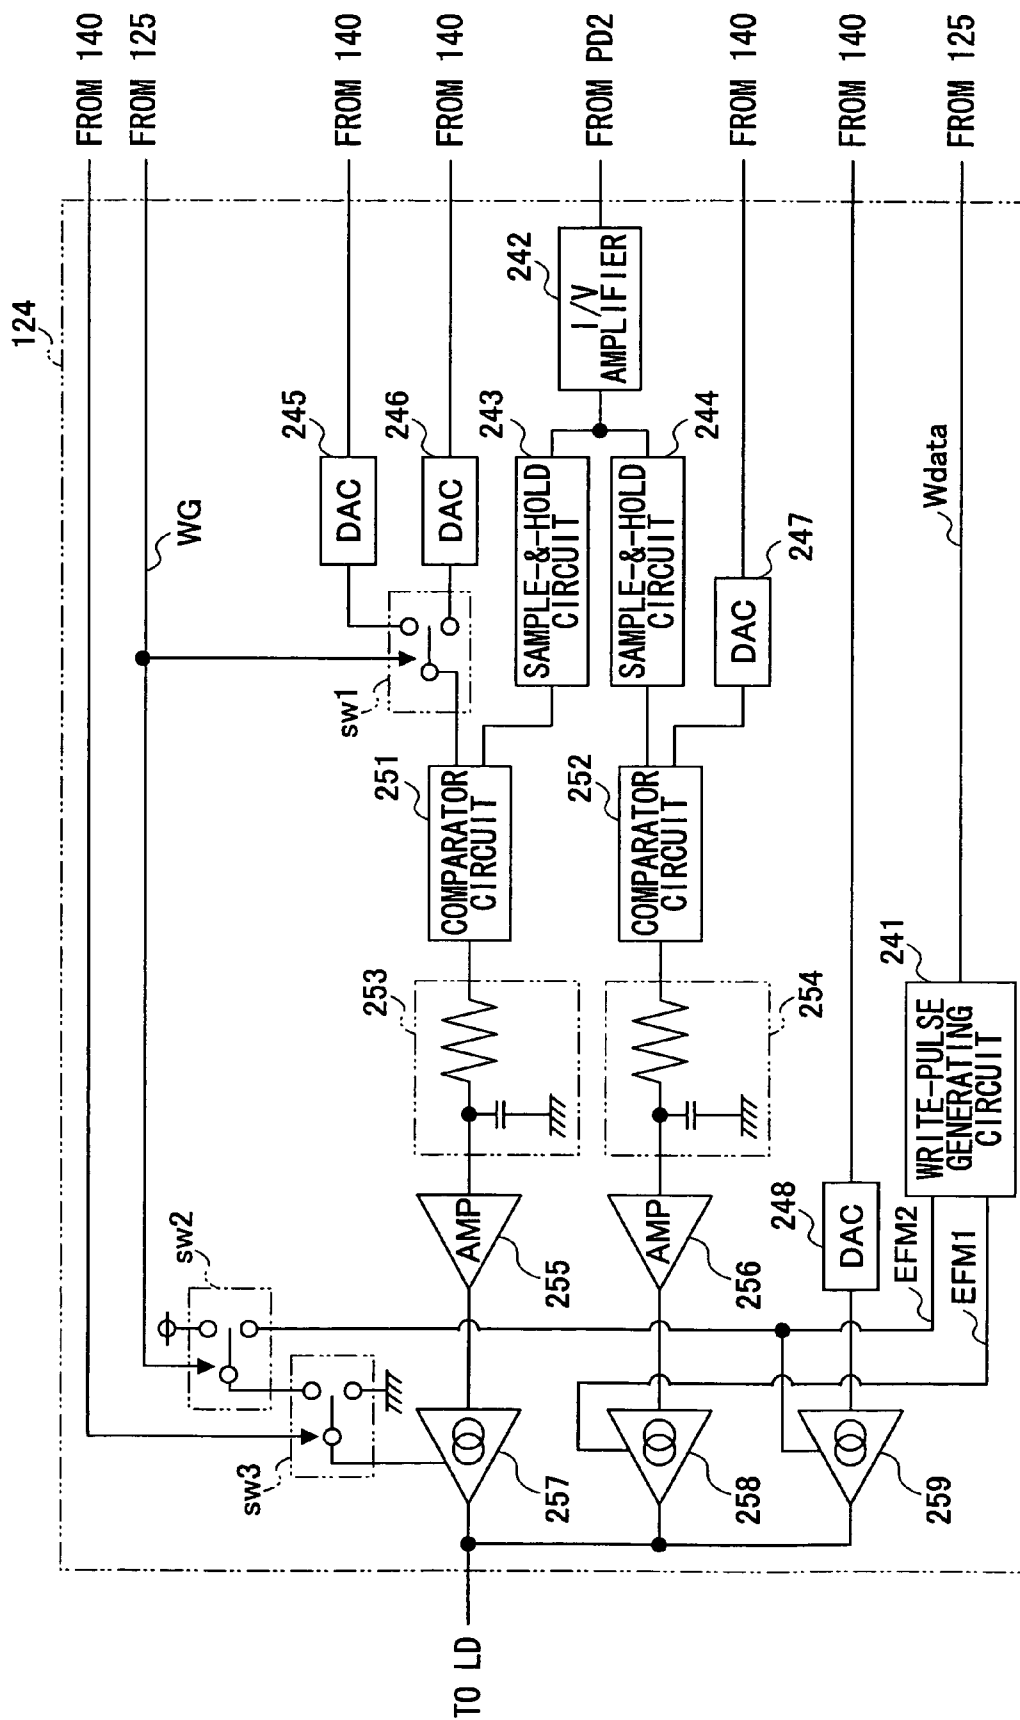 124
FROM 140
FROM 125
WG
FROM 140
FROM 140
FROM PD2
FROM 140
FROM 140
FROM 125
245
DAC
246
DAC
243
SAMPLE-&-HOLD
CIRCUIT
244
SAMPLE-&-HOLD
CIRCUIT
242
I/V
AMPLIFIER
247
DAC
Wdata
sw1
251
COMPARATOR
CIRCUIT
252
COMPARATOR
CIRCUIT
253
254
241
WRITE-PULSE
GENERATING
CIRCUIT
sw2
sw3
AMP
255
AMP
256
248
DAC
EFM2
EFM1
257
258
259
TO LD